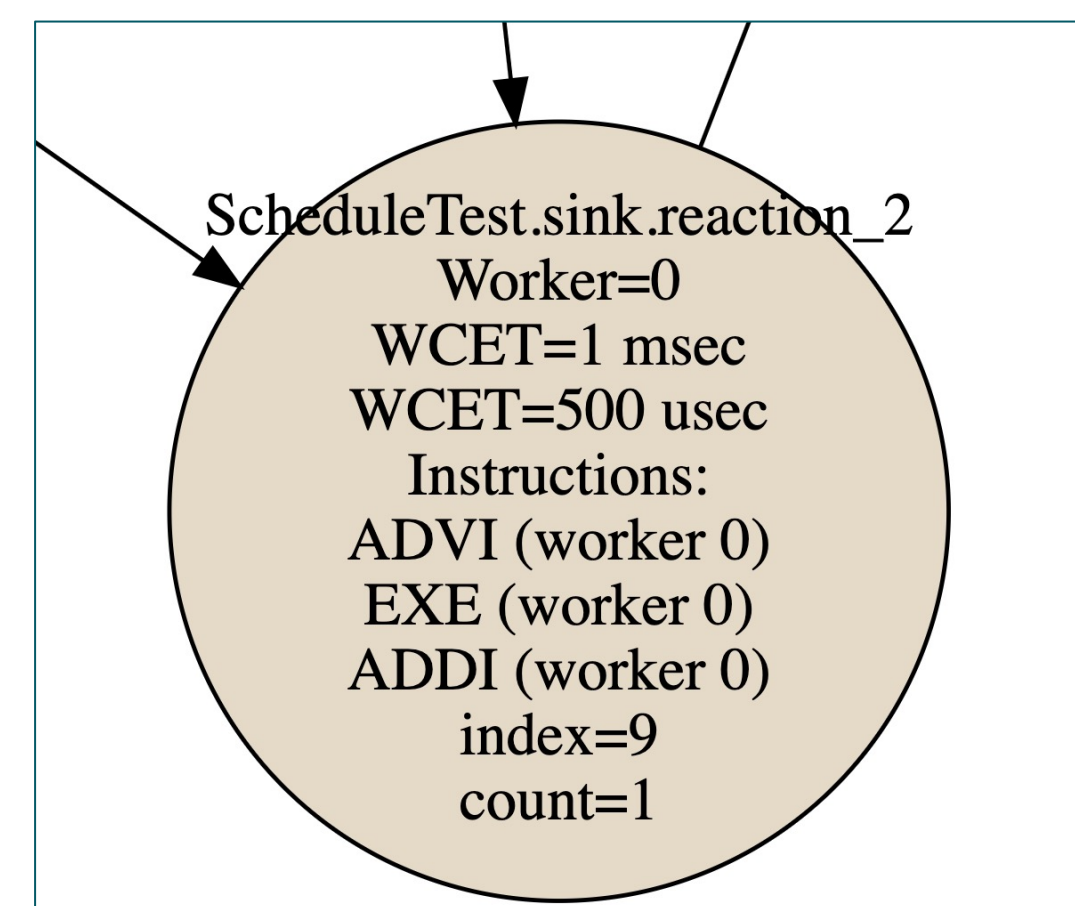 ScheduleTest.sink.reaction_2
Worker=0
WCET=1 msec
WCET=500 usec
Instructions:
ADVI (worker 0)
EXE (worker 0)
ADDI (worker 0)
index=9
count=1